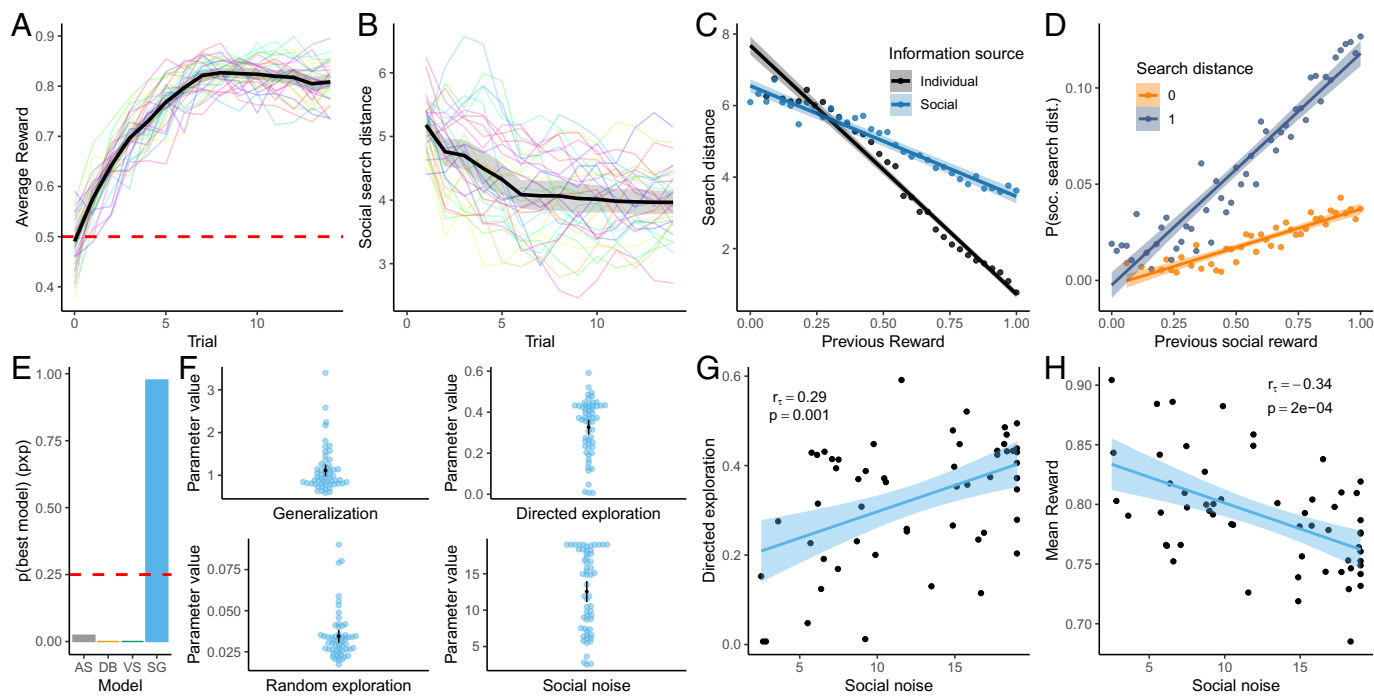 A
Average Reward
0.9
0.8
0.7
0.6
0.5
0.4
0
5
10
Trial
B
Social search distance
6
5
4
3
0
5
10
Trial
C
Search distance
8
6
4
2
Information source
Individual
Social
0.00
0.25
0.50
0.75
1.00
Previous Reward
D
P(soc. search dist.)
0.10
0.05
0.00
Search distance
0
1
0.00
0.25
0.50
0.75
1.00
Previous social reward
E
p(best model) (pxp)
1.00
0.75
0.50
0.25
0.00
AS DB VS SG
Model
F
Parameter value
3
2
1
Generalization
Parameter value
0.6
0.4
0.2
0.0
Directed exploration
Parameter value
0.075
0.050
0.025
Random exploration
Parameter value
20
15
10
5
Social noise
G
Directed exploration
0.6
0.4
0.2
0.0
rτ = 0.29
p = 0.001
5
10
15
Social noise
H
Mean Reward
0.90
0.85
0.80
0.75
0.70
rτ = −0.34
p = 2e−04
5
10
15
Social noise